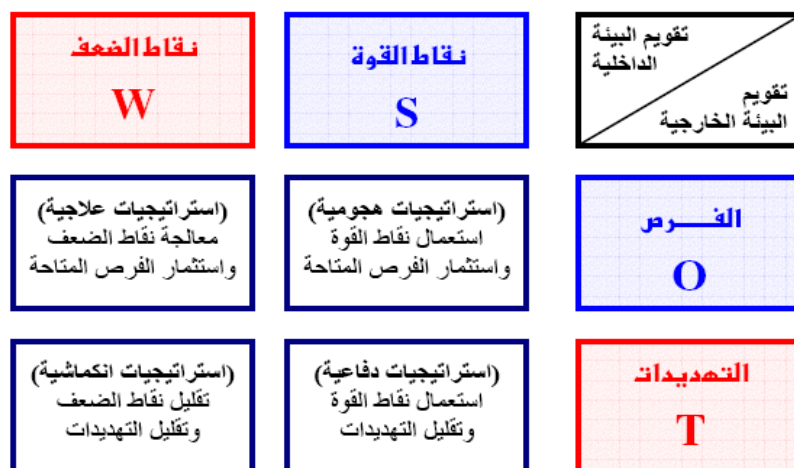 تقويم البيئة
الداخلية
تقويم
البيئة الخارجية
نقاط القوة
S
نقاط الضعف
W
الفـــرص
O
(استراتيجيات هجومية)
استعمال نقاط القوة
واستثمار الفرص المتاحة
(استراتيجيات علاجية)
معالجة نقاط الضعف
واستثمار الفرص المتاحة
التهديدات
T
(استراتيجيات دفاعية)
استعمال نقاط القوة
وتقليل التهديدات
(استراتيجيات انكماشية)
تقليل نقاط الضعف
وتقليل التهديدات